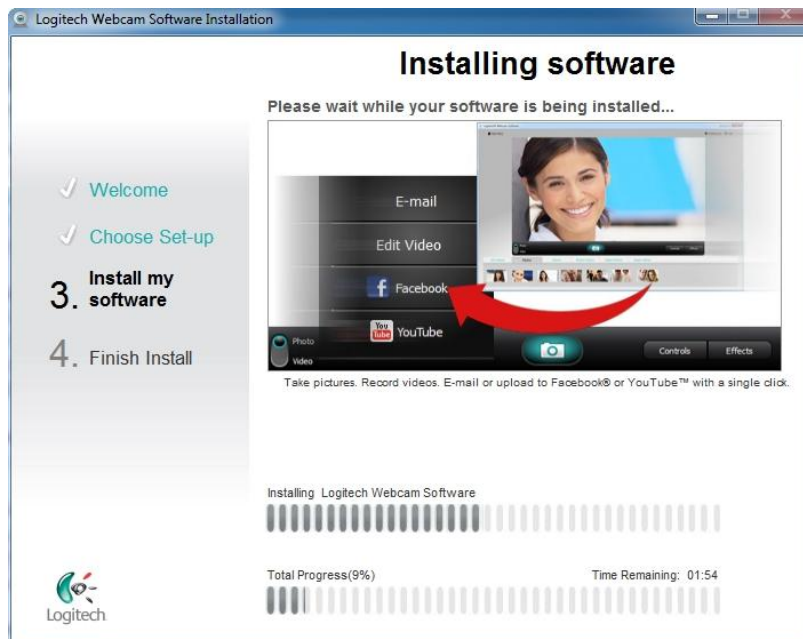 Logitech Webcam Software Installation
Installing software
Please wait while your software is being installed...
Welcome
Choose Set-up
3. Install my
software
4. Finish Install
E-mail
Edit Video
f Facebook
You
Tube YouTube
Photo
Video
Controls
Effects
Take pictures. Record videos. E-mail or upload to Facebook® or YouTube™ with a single click.
Installing Logitech Webcam Software
Total Progress(9%)
Time Remaining: 01:54
Logitech